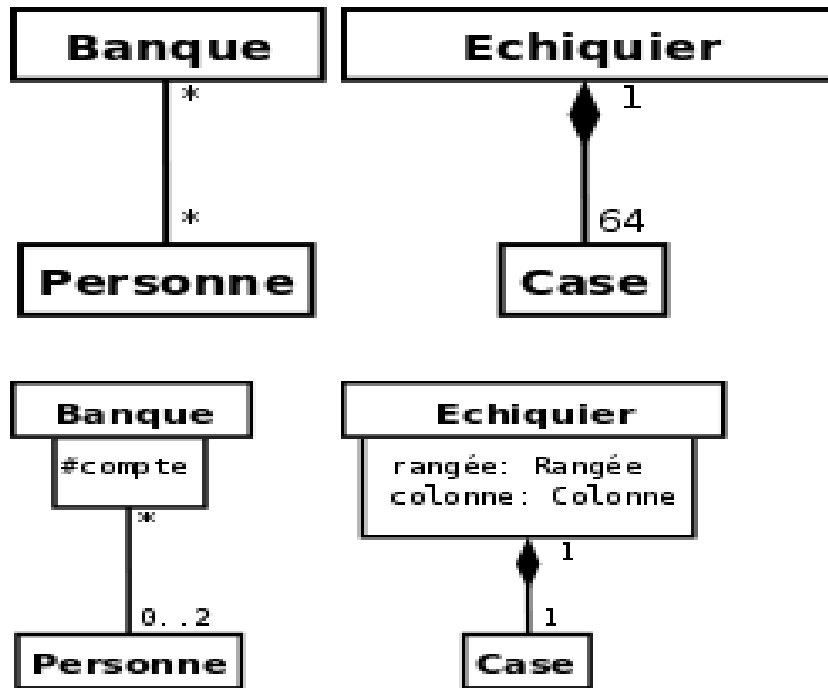 Banque
*
*
Personne
Echiquier
1
64
Case
Banque
#compte
*
0..2
Personne
Echiquier
rangée: Rangée
colonne: Colonne
1
1
Case